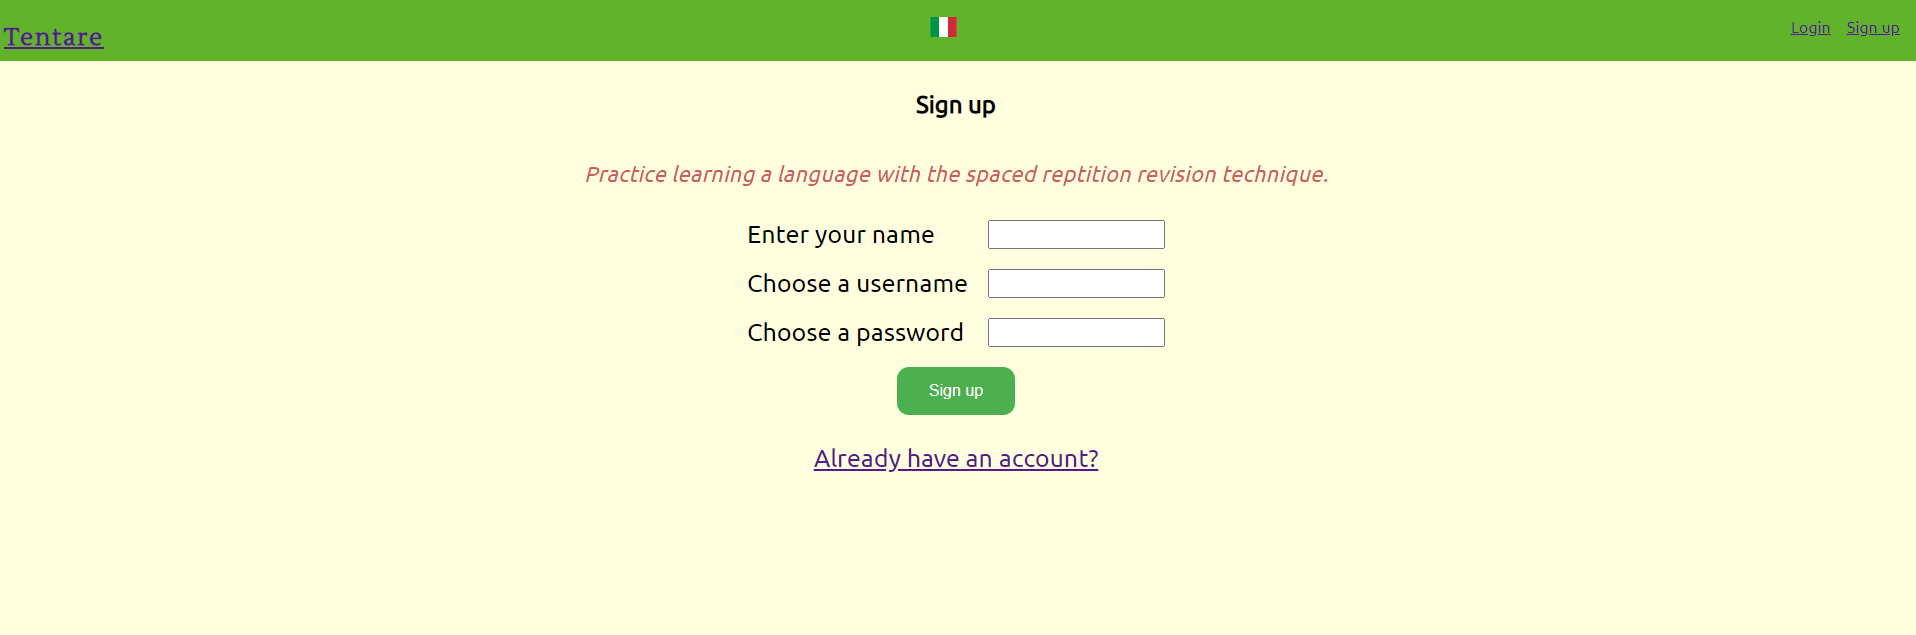 Tentare
Login Sign up
Sign up
Practice learning a language with the spaced reptition revision technique.
Enter your name
Choose a username
Choose a password
Sign up
Already have an account?